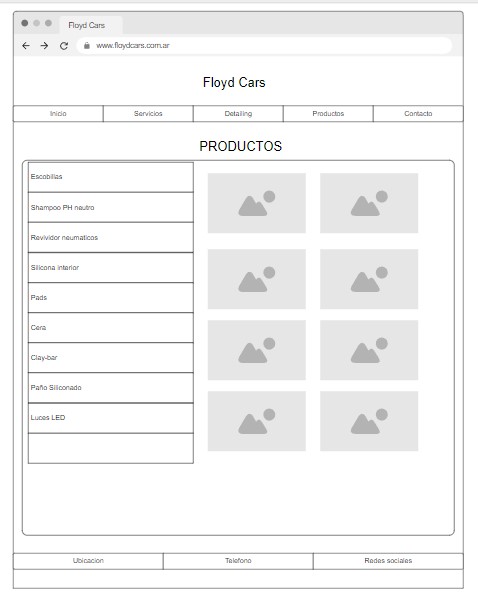 Floyd Cars
www.floydcars.com.ar
Floyd Cars
Inicio Servicios Detailing Productos Contacto
PRODUCTOS
Escobillas
Shampoo PH neutro
Revividor neumaticos
Silicona interior
Pads
Cera
Clay-bar
Paño Siliconado
Luces LED
Ubicacion Telefono Redes sociales